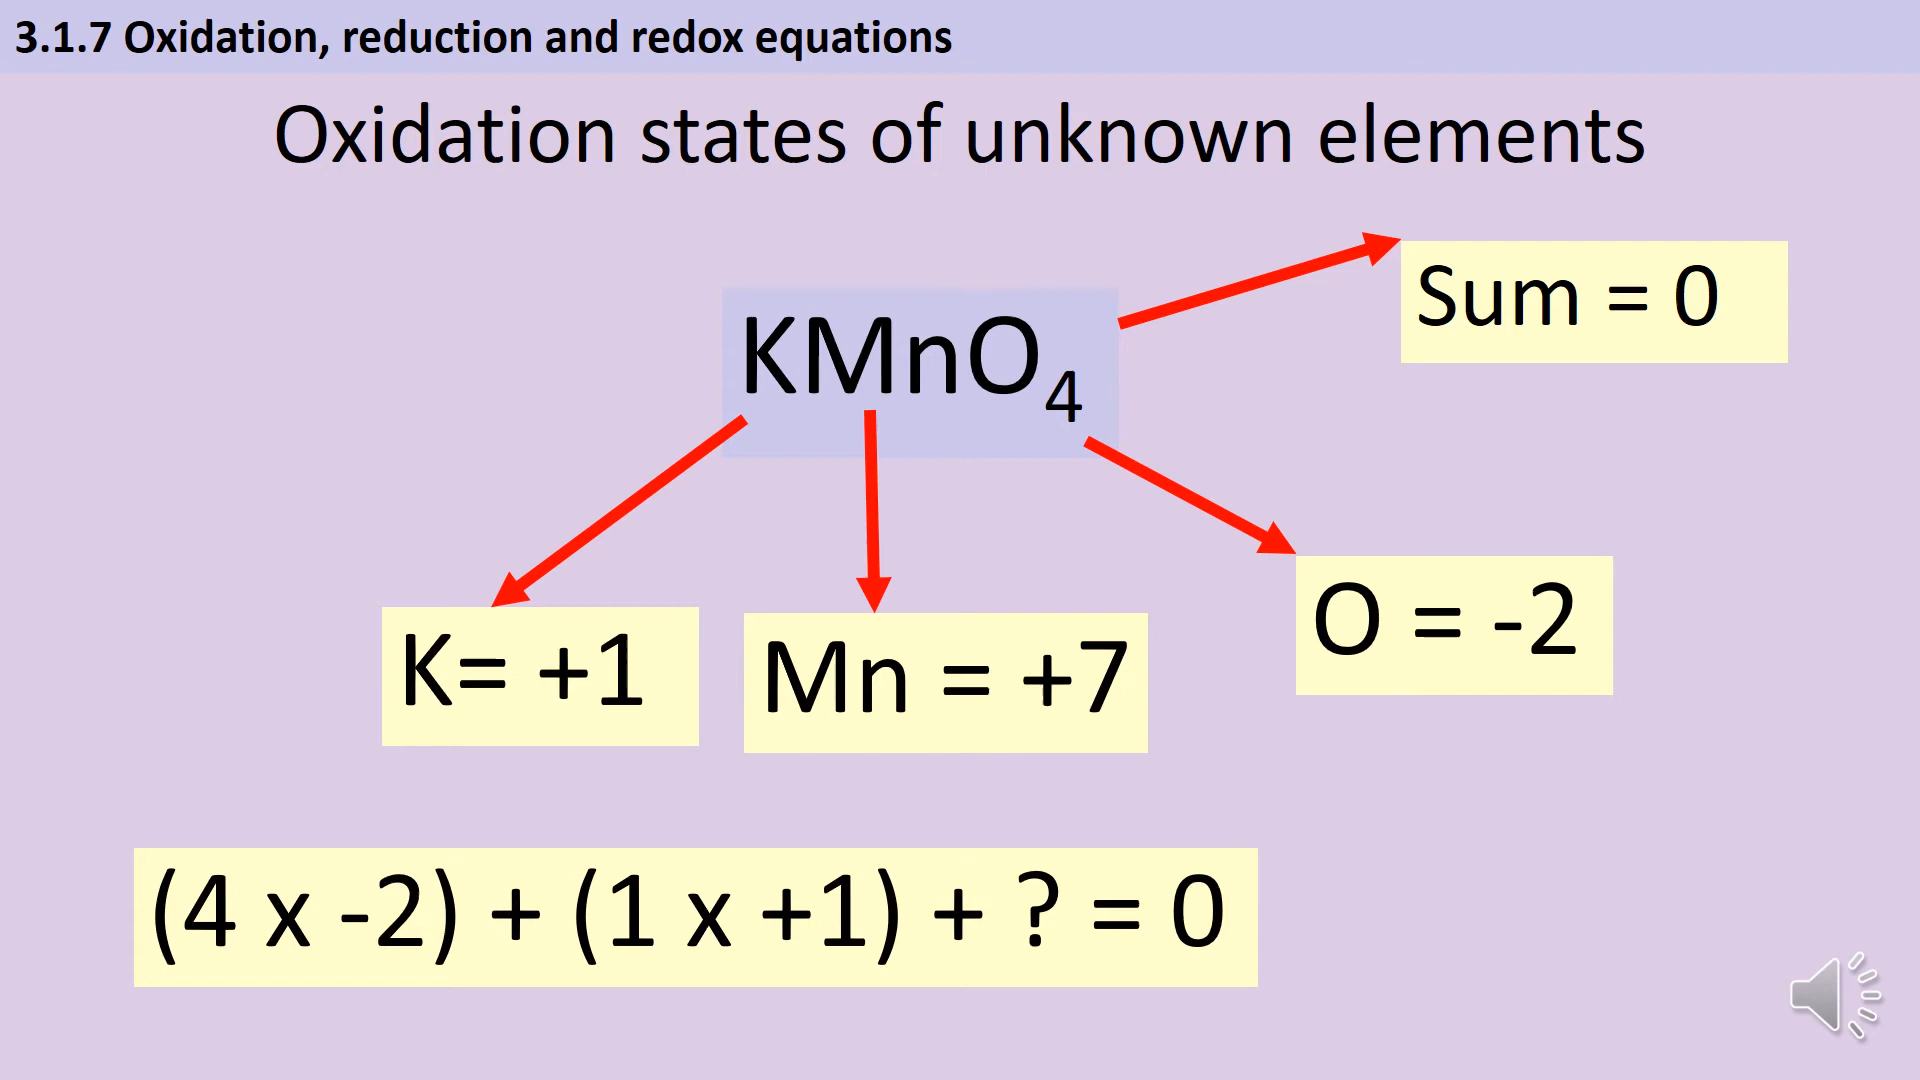 3.1.7 Oxidation, reduction and redox equations
Oxidation states of unknown elements
Sum = 0
KMnO₄
O = -2
K= +1
Mn = +7
(4 x -2) + (1 x +1) + ? = 0